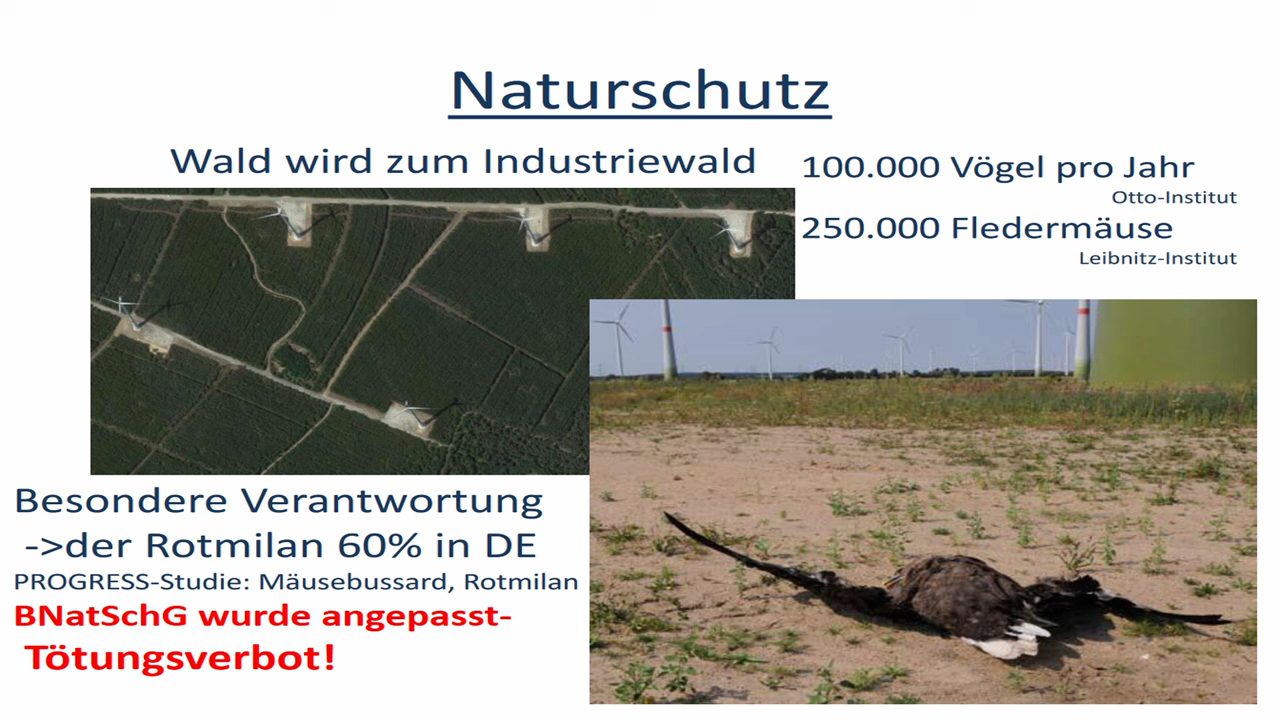 Naturschutz
Wald wird zum Industriewald
100.000 Vögel pro Jahr
Otto-Institut
250.000 Fledermäuse
Leibnitz-Institut
Besondere Verantwortung
->der Rotmilan 60% in DE
PROGRESS-Studie: Mäusebussard, Rotmilan
BNatSchG wurde angepasst-
Tötungsverbot!